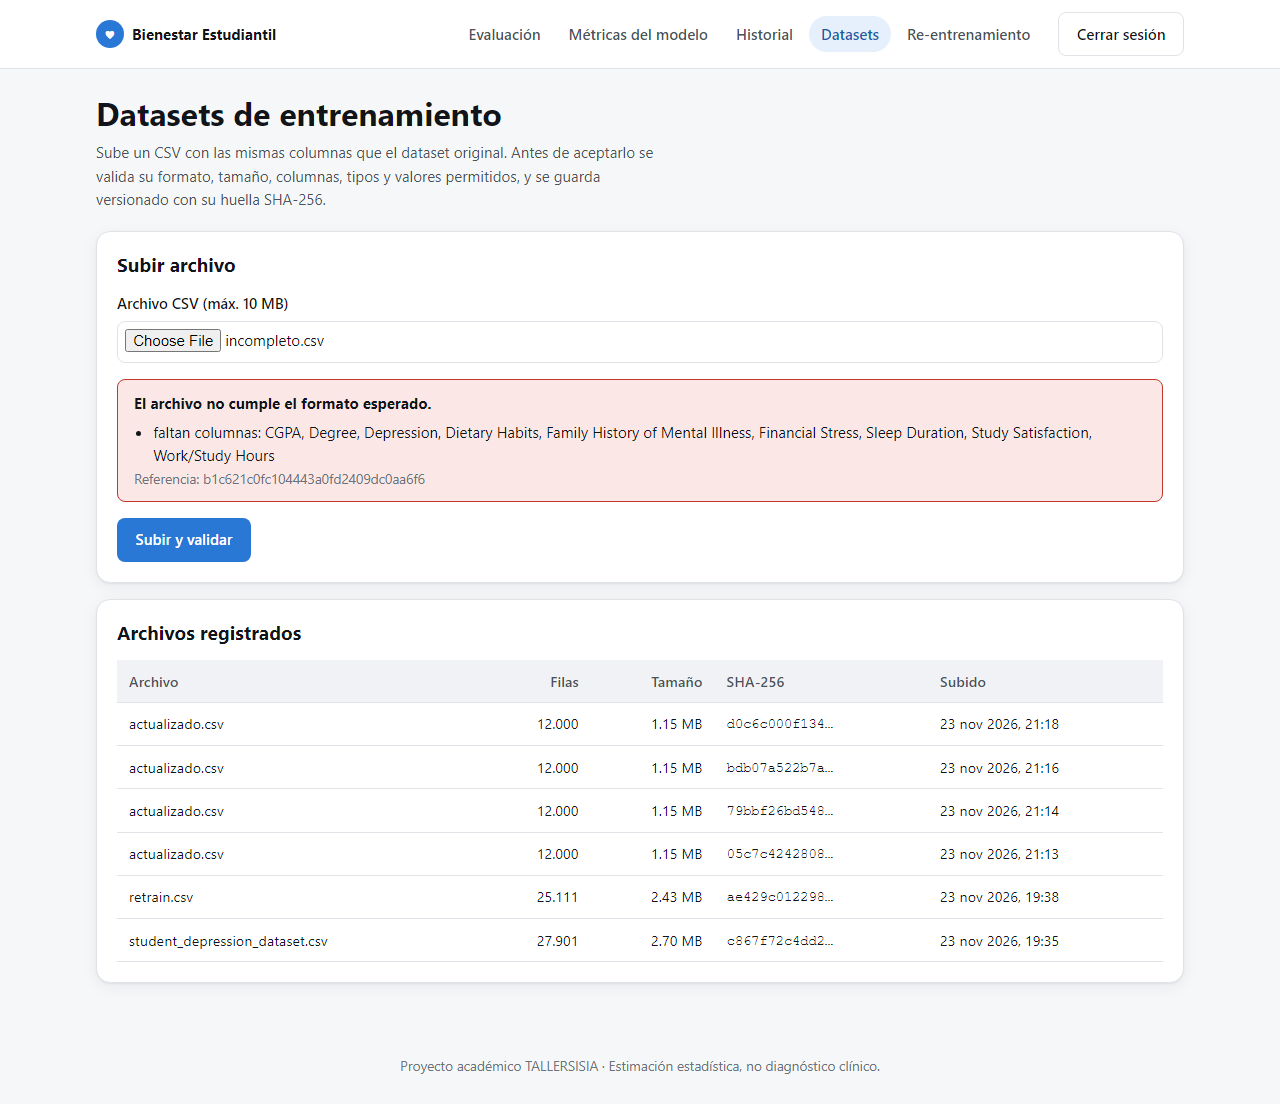 Bienestar Estudiantil
Evaluación Métricas del modelo Historial Datasets Re-entrenamiento Cerrar sesión
Datasets de entrenamiento
Sube un CSV con las mismas columnas que el dataset original. Antes de aceptarlo se
valida su formato, tamaño, columnas, tipos y valores permitidos, y se guarda
versionado con su huella SHA-256.
Subir archivo
Archivo CSV (máx. 10 MB)
Choose File incompleto.csv
El archivo no cumple el formato esperado.
• faltan columnas: CGPA, Degree, Depression, Dietary Habits, Family History of Mental Illness, Financial Stress, Sleep Duration, Study Satisfaction,
Work/Study Hours
Referencia: b1c621c0fc104443a0fd2409dc0aa6f6
Subir y validar
Archivos registrados
Archivo Filas Tamaño SHA-256 Subido
actualizado.csv 12.000 1.15 MB d0c6c000f134… 23 nov 2026, 21:18
actualizado.csv 12.000 1.15 MB bdb07a522b7a… 23 nov 2026, 21:16
actualizado.csv 12.000 1.15 MB 79bbf26bd548… 23 nov 2026, 21:14
actualizado.csv 12.000 1.15 MB 05c7c4242808… 23 nov 2026, 21:13
retrain.csv 25.111 2.43 MB ae429c012298… 23 nov 2026, 19:38
student_depression_dataset.csv 27.901 2.70 MB c867f72c4dd2… 23 nov 2026, 19:35
Proyecto académico TALLERSISIA · Estimación estadística, no diagnóstico clínico.